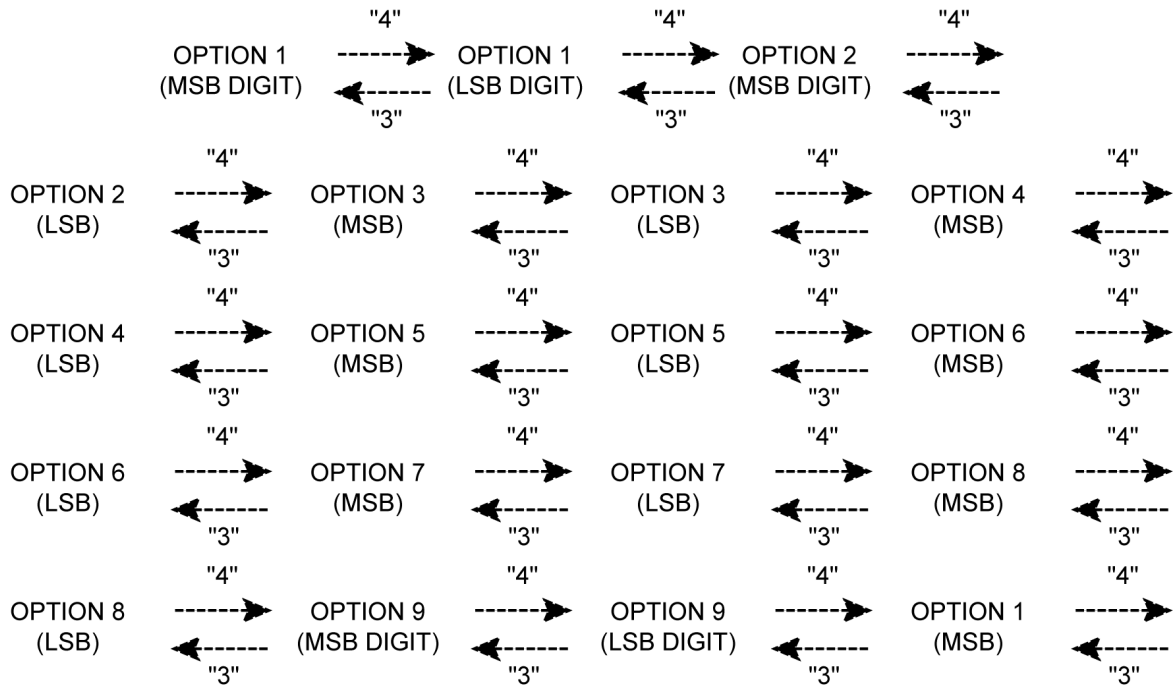 "4" "4" "4"
OPTION 1 OPTION 1 OPTION 2
(MSB DIGIT) (LSB DIGIT) (MSB DIGIT)
"3" "3" "3"
"4" "4" "4" "4"
OPTION 2 OPTION 3 OPTION 3 OPTION 4
(LSB) (MSB) (LSB) (MSB)
"3" "3" "3" "3"
"4" "4" "4" "4"
OPTION 4 OPTION 5 OPTION 5 OPTION 6
(LSB) (MSB) (LSB) (MSB)
"3" "3" "3" "3"
"4" "4" "4" "4"
OPTION 6 OPTION 7 OPTION 7 OPTION 8
(LSB) (MSB) (LSB) (MSB)
"3" "3" "3" "3"
"4" "4" "4" "4"
OPTION 8 OPTION 9 OPTION 9 OPTION 1
(LSB) (MSB DIGIT) (LSB DIGIT) (MSB)
"3" "3" "3" "3"